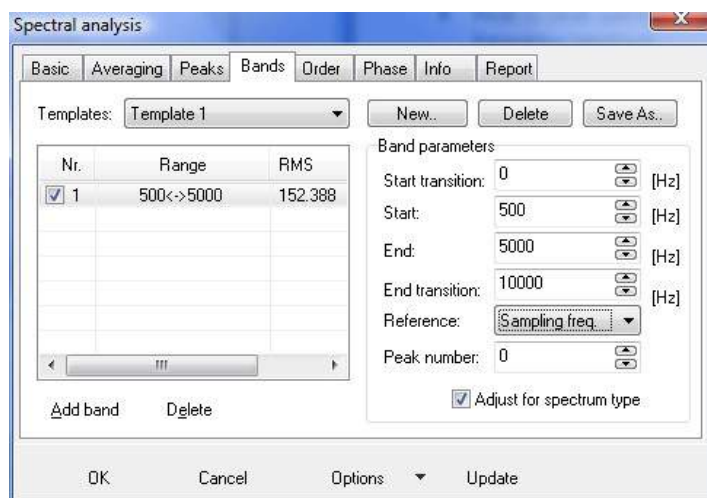 Spectral analysis
Basic Averaging Peaks Bands Order Phase Info Report
Templates: Template 1 New.. Delete Save As..
Nr. Range RMS
1 500<->5000 152.388
Add band Delete
Band parameters
Start transition: 0 [Hz]
Start: 500 [Hz]
End: 5000 [Hz]
End transition: 10000 [Hz]
Reference: Sampling freq.
Peak number: 0
Adjust for spectrum type
OK Cancel Options Update